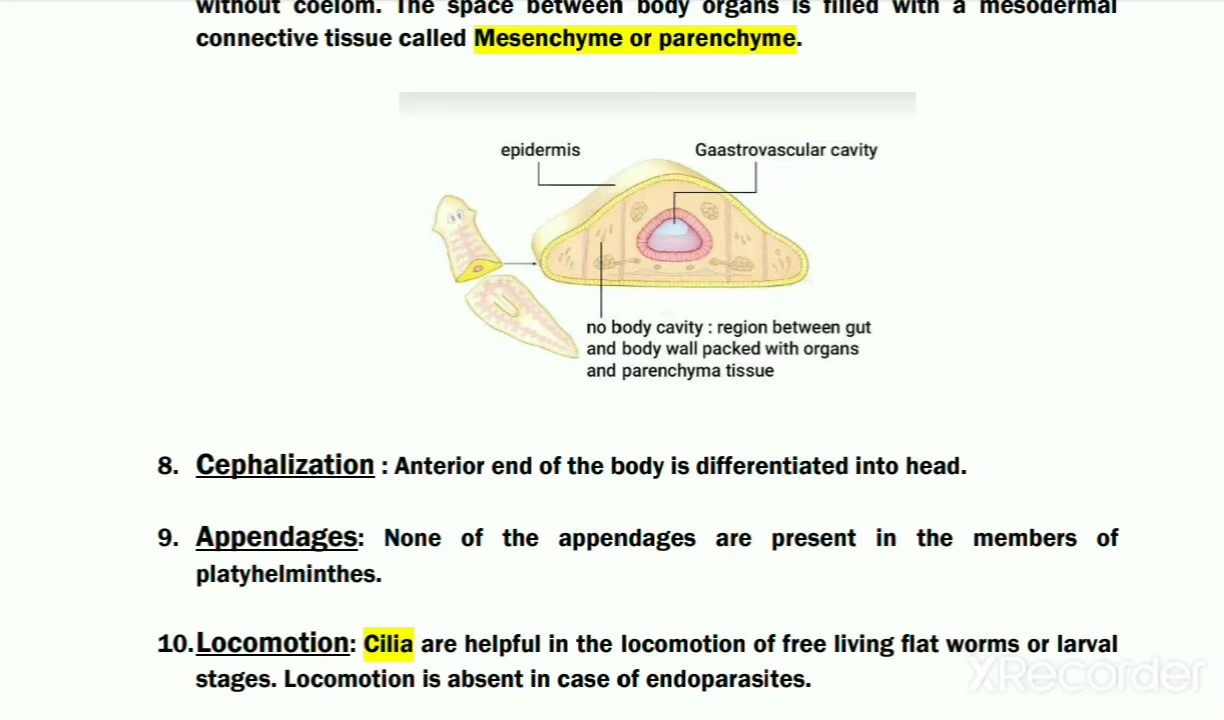 without coelom. The space between body organs is filled with a mesodermal
connective tissue called Mesenchyme or parenchyme.
epidermis
Gaastrovascular cavity
no body cavity : region between gut
and body wall packed with organs
and parenchyma tissue
8. Cephalization : Anterior end of the body is differentiated into head.
9. Appendages: None of the appendages are present in the members of
platyhelminthes.
10. Locomotion: Cilia are helpful in the locomotion of free living flat worms or larval
stages. Locomotion is absent in case of endoparasites.
XRecorder